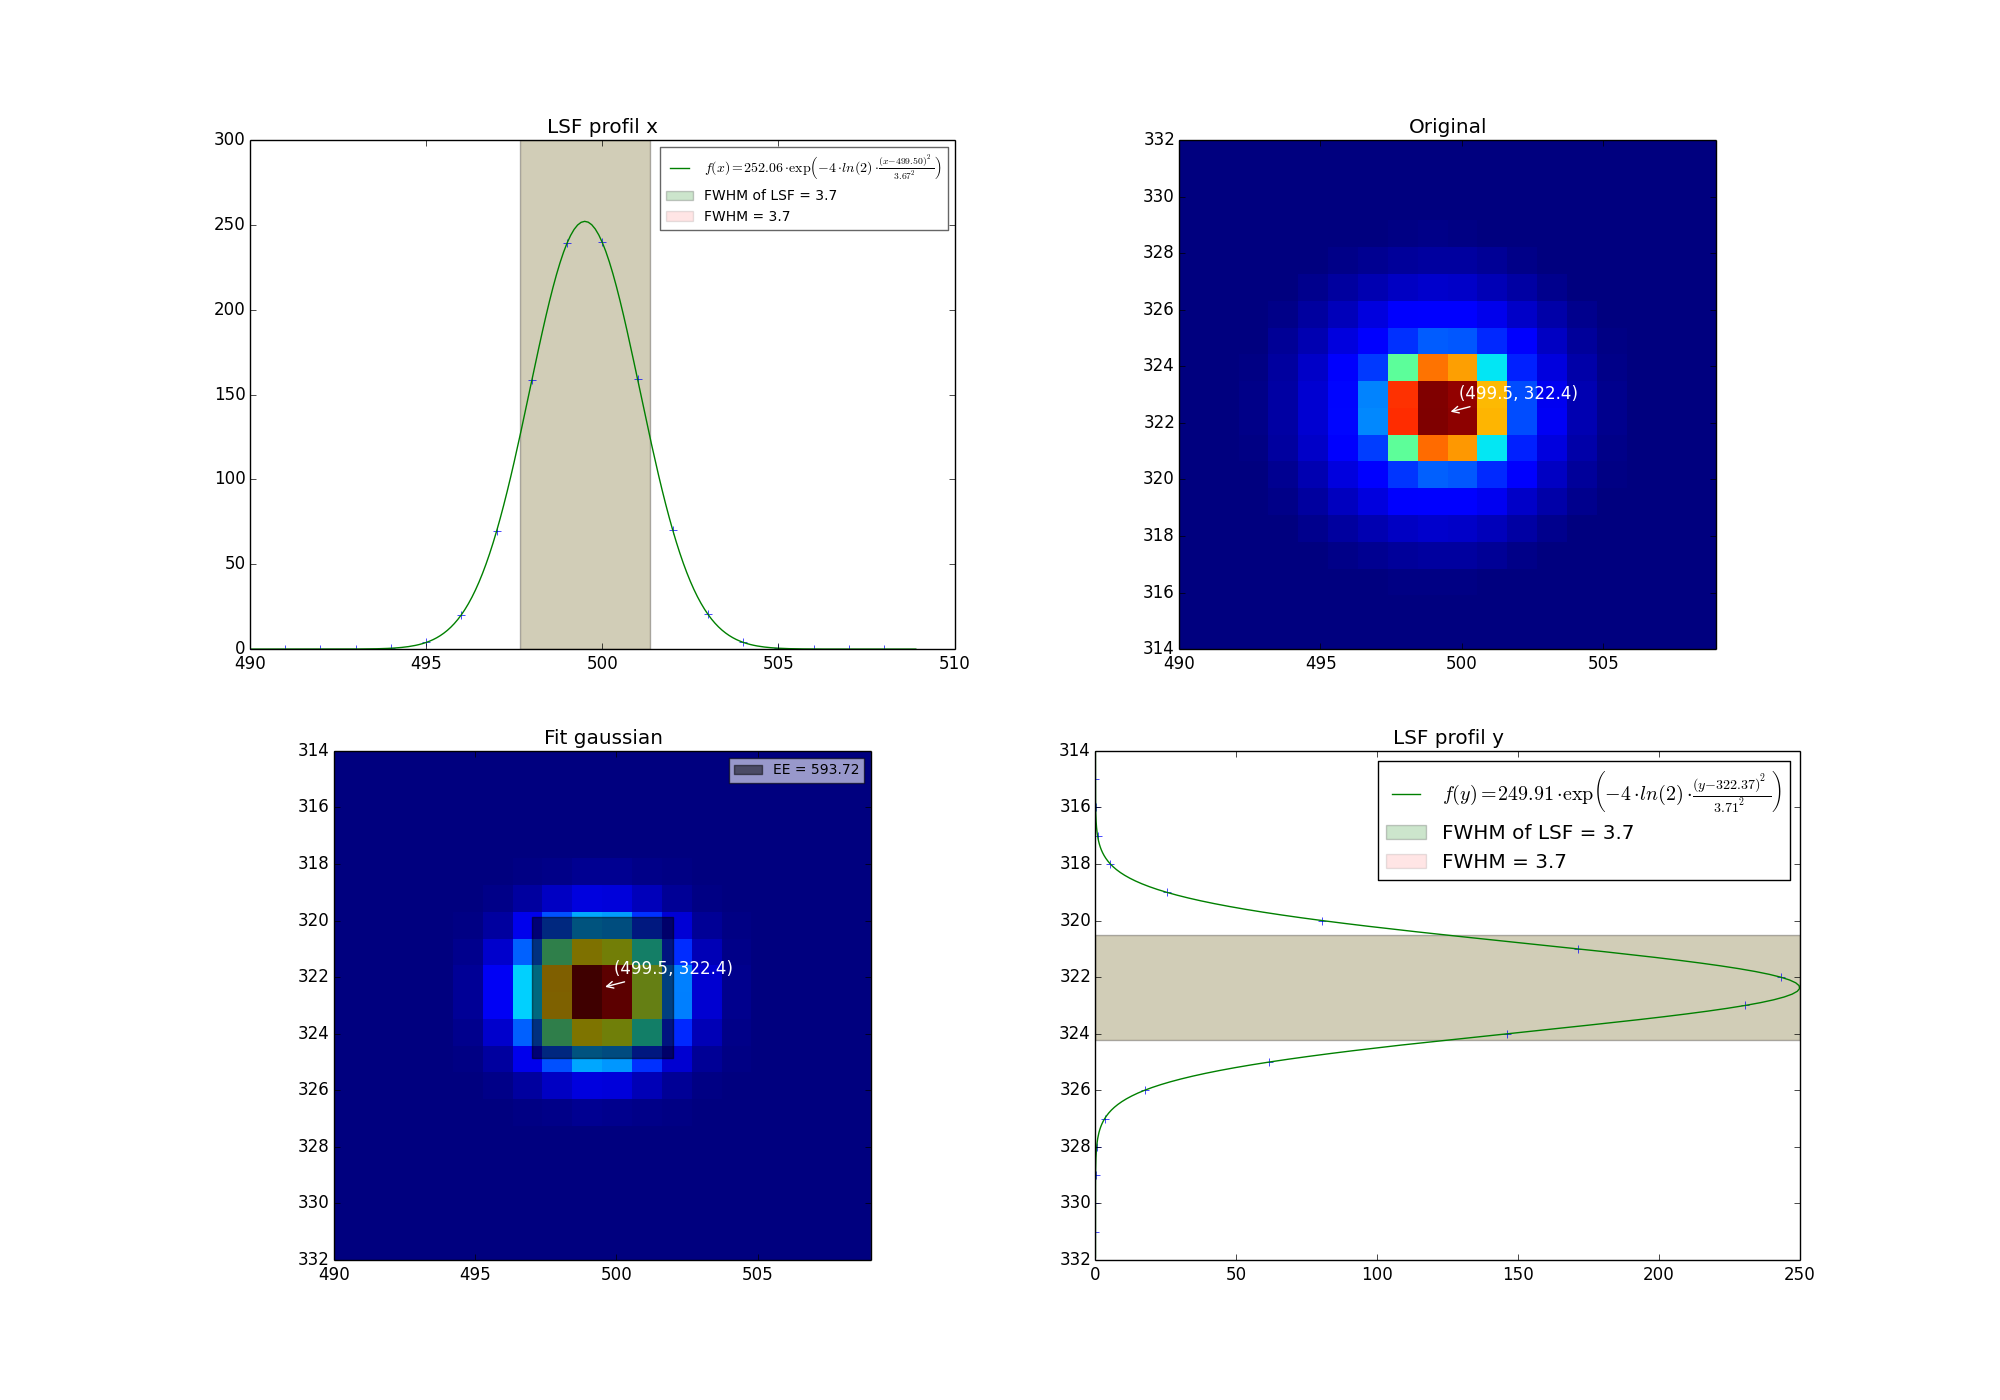 LSF profil x
300
250
200
150
100
50
0
490 495 500 505 510
f(x)=252.06·exp(−4·ln(2)·(x−499.50)²/3.67²)
FWHM of LSF = 3.7
FWHM = 3.7
Original
332
330
328
326
324
322
320
318
316
314
490 495 500 505
(499.5, 322.4)
Fit gaussian
314
316
318
320
322
324
326
328
330
332
490 495 500 505
EE = 593.72
(499.5, 322.4)
LSF profil y
314
316
318
320
322
324
326
328
330
332
0 50 100 150 200 250
f(y)=249.91·exp(−4·ln(2)·(y−322.37)²/3.71²)
FWHM of LSF = 3.7
FWHM = 3.7